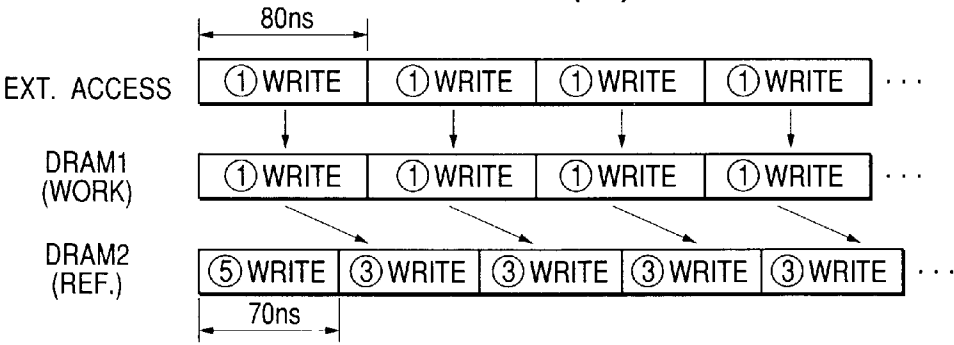 80ns
EXT. ACCESS ①WRITE ①WRITE ①WRITE ①WRITE ...
DRAM1
(WORK) ①WRITE ①WRITE ①WRITE ①WRITE ...
DRAM2
(REF.) ⑤WRITE ③WRITE ③WRITE ③WRITE ③WRITE ...
70ns